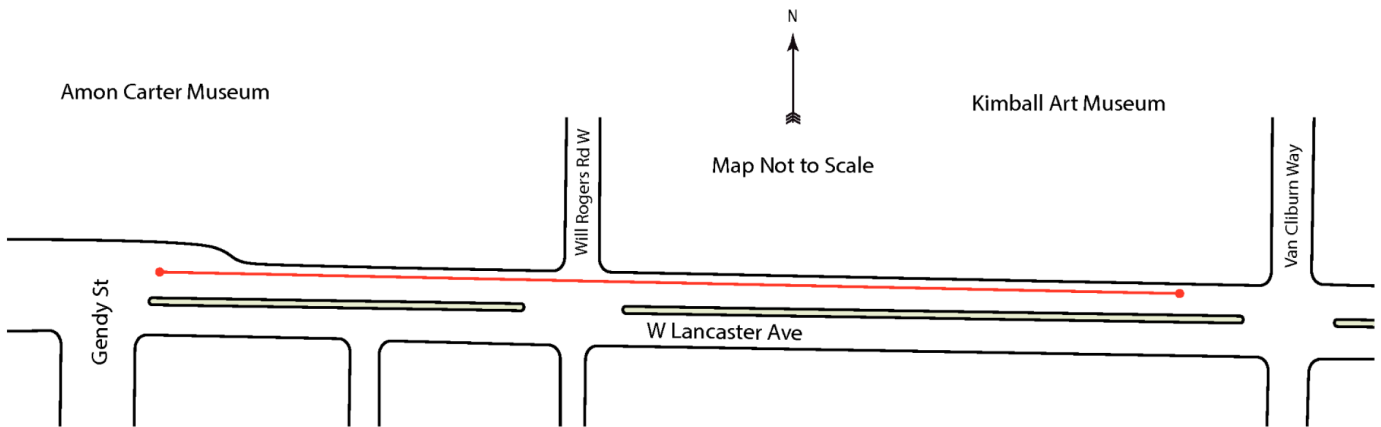 N
Amon Carter Museum
Kimball Art Museum
Will Rogers Rd W
Map Not to Scale
Van Cliburn Way
Gendy St
W Lancaster Ave